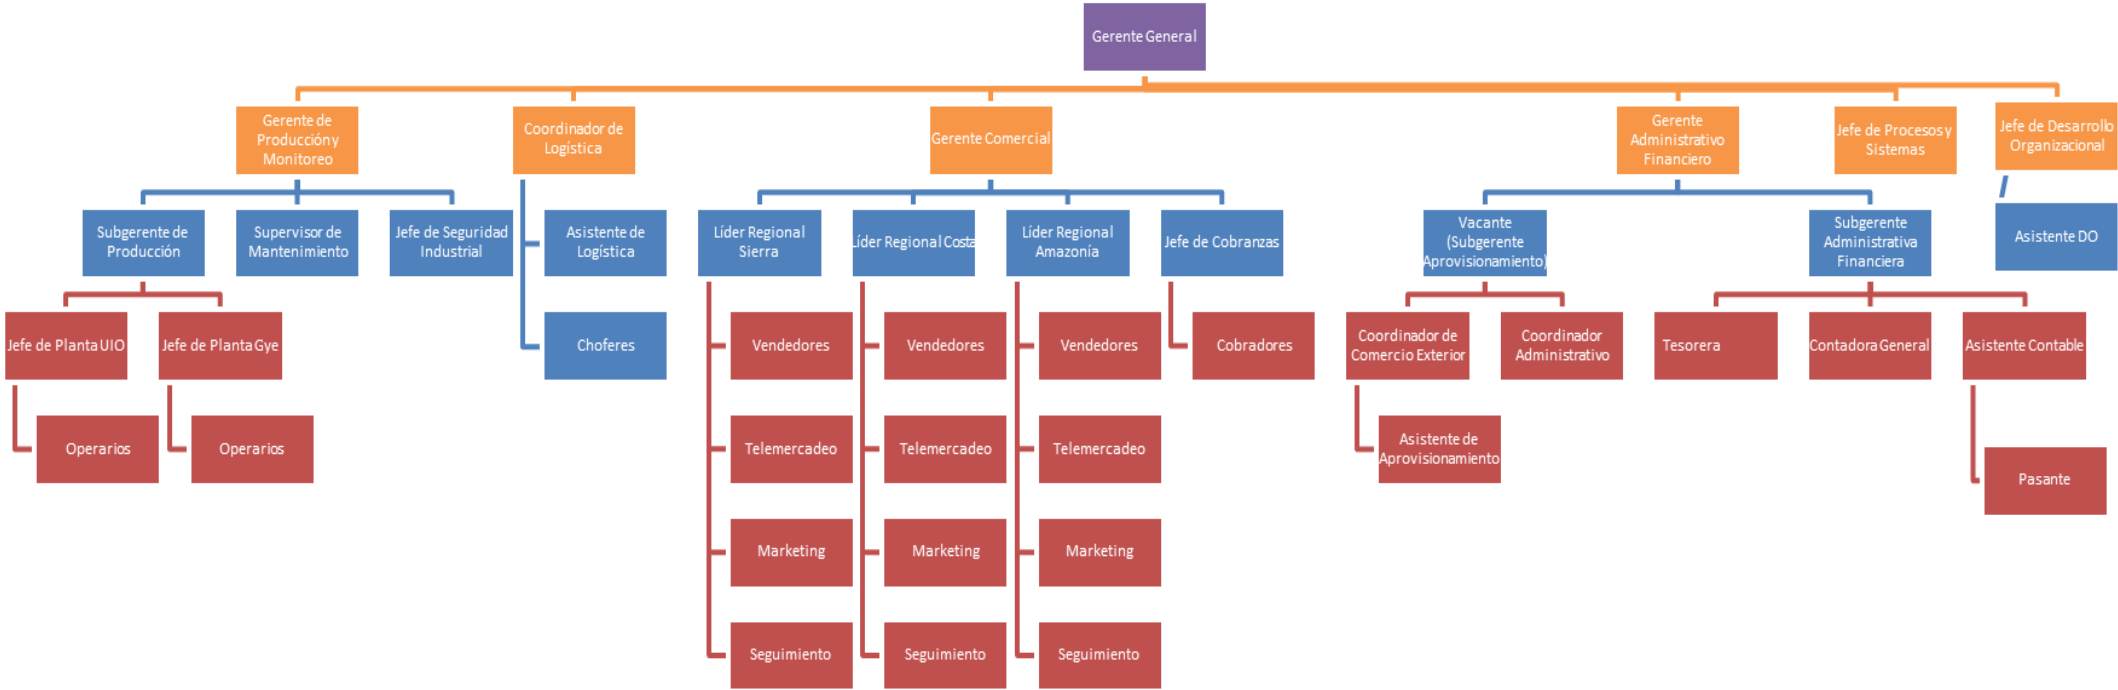 Gerente General
Gerente de
Producción y
Monitoreo
Coordinador de
Logística
Gerente Comercial
Gerente
Administrativo
Financiero
Jefe de Procesos y
Sistemas
Jefe de Desarrollo
Organizacional
Subgerente de
Producción
Supervisor de
Mantenimiento
Jefe de Seguridad
Industrial
Asistente de
Logística
Líder Regional
Sierra
Líder Regional Costa
Líder Regional
Amazonía
Jefe de Cobranzas
Vacante
(Subgerente
Aprovisionamiento)
Subgerente
Administrativa
Financiera
Asistente DO
Jefe de Planta UIO
Jefe de Planta Gye
Choferes
Vendedores
Vendedores
Vendedores
Cobradores
Coordinador de
Comercio Exterior
Coordinador
Administrativo
Tesorera
Contadora General
Asistente Contable
Operarios
Operarios
Telemercadeo
Telemercadeo
Telemercadeo
Asistente de
Aprovisionamiento
Pasante
Marketing
Marketing
Marketing
Seguimiento
Seguimiento
Seguimiento